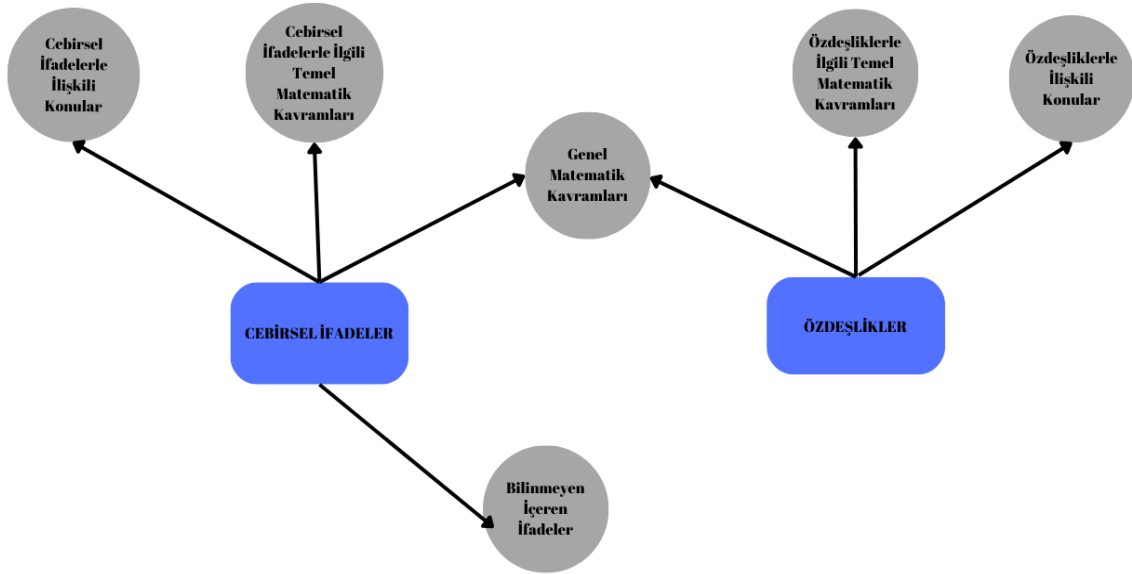 Cebirsel
İfadelerle
İlişkili
Konular
Cebirsel
İfadelerle İlgili
Temel
Matematik
Kavramları
Genel
Matematik
Kavramları
Özdeşliklerle
İlgili Temel
Matematik
Kavramları
Özdeşliklerle
İlişkili
Konular
CEBİRSEL İFADELER
ÖZDEŞLİKLER
Bilinmeyen
İçeren
İfadeler